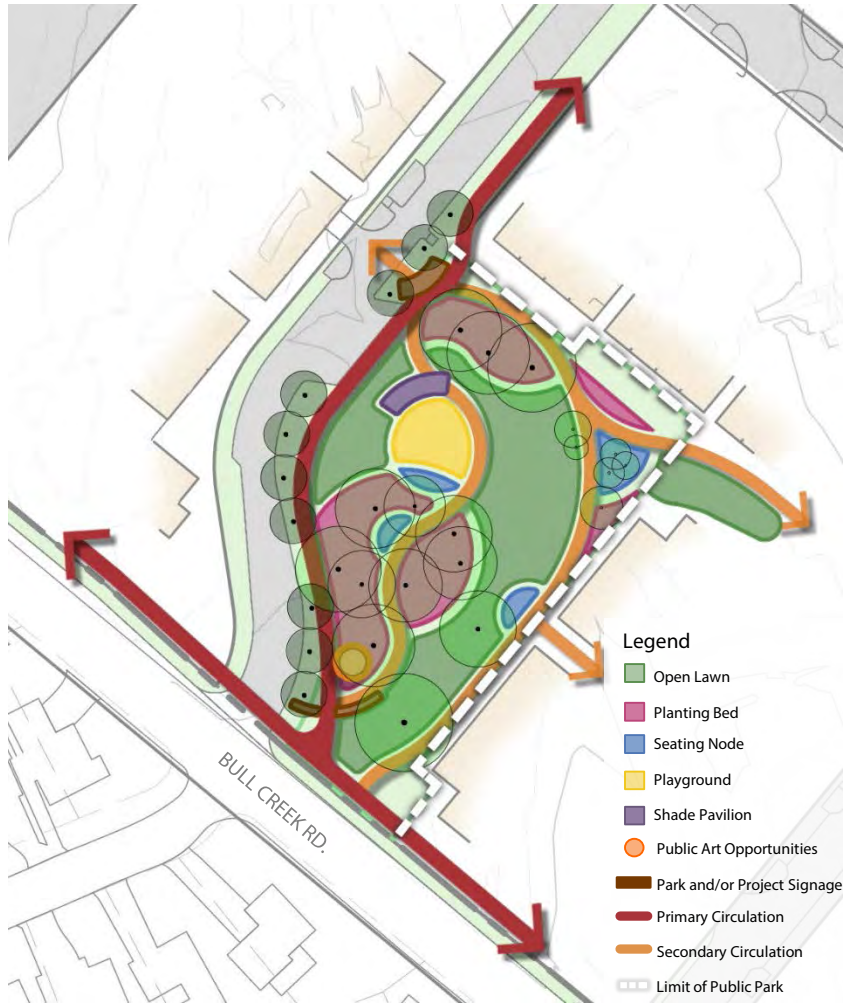 BULL CREEK RD.
Legend
Open Lawn
Planting Bed
Seating Node
Playground
Shade Pavilion
Public Art Opportunities
Park and/or Project Signage
Primary Circulation
Secondary Circulation
Limit of Public Park